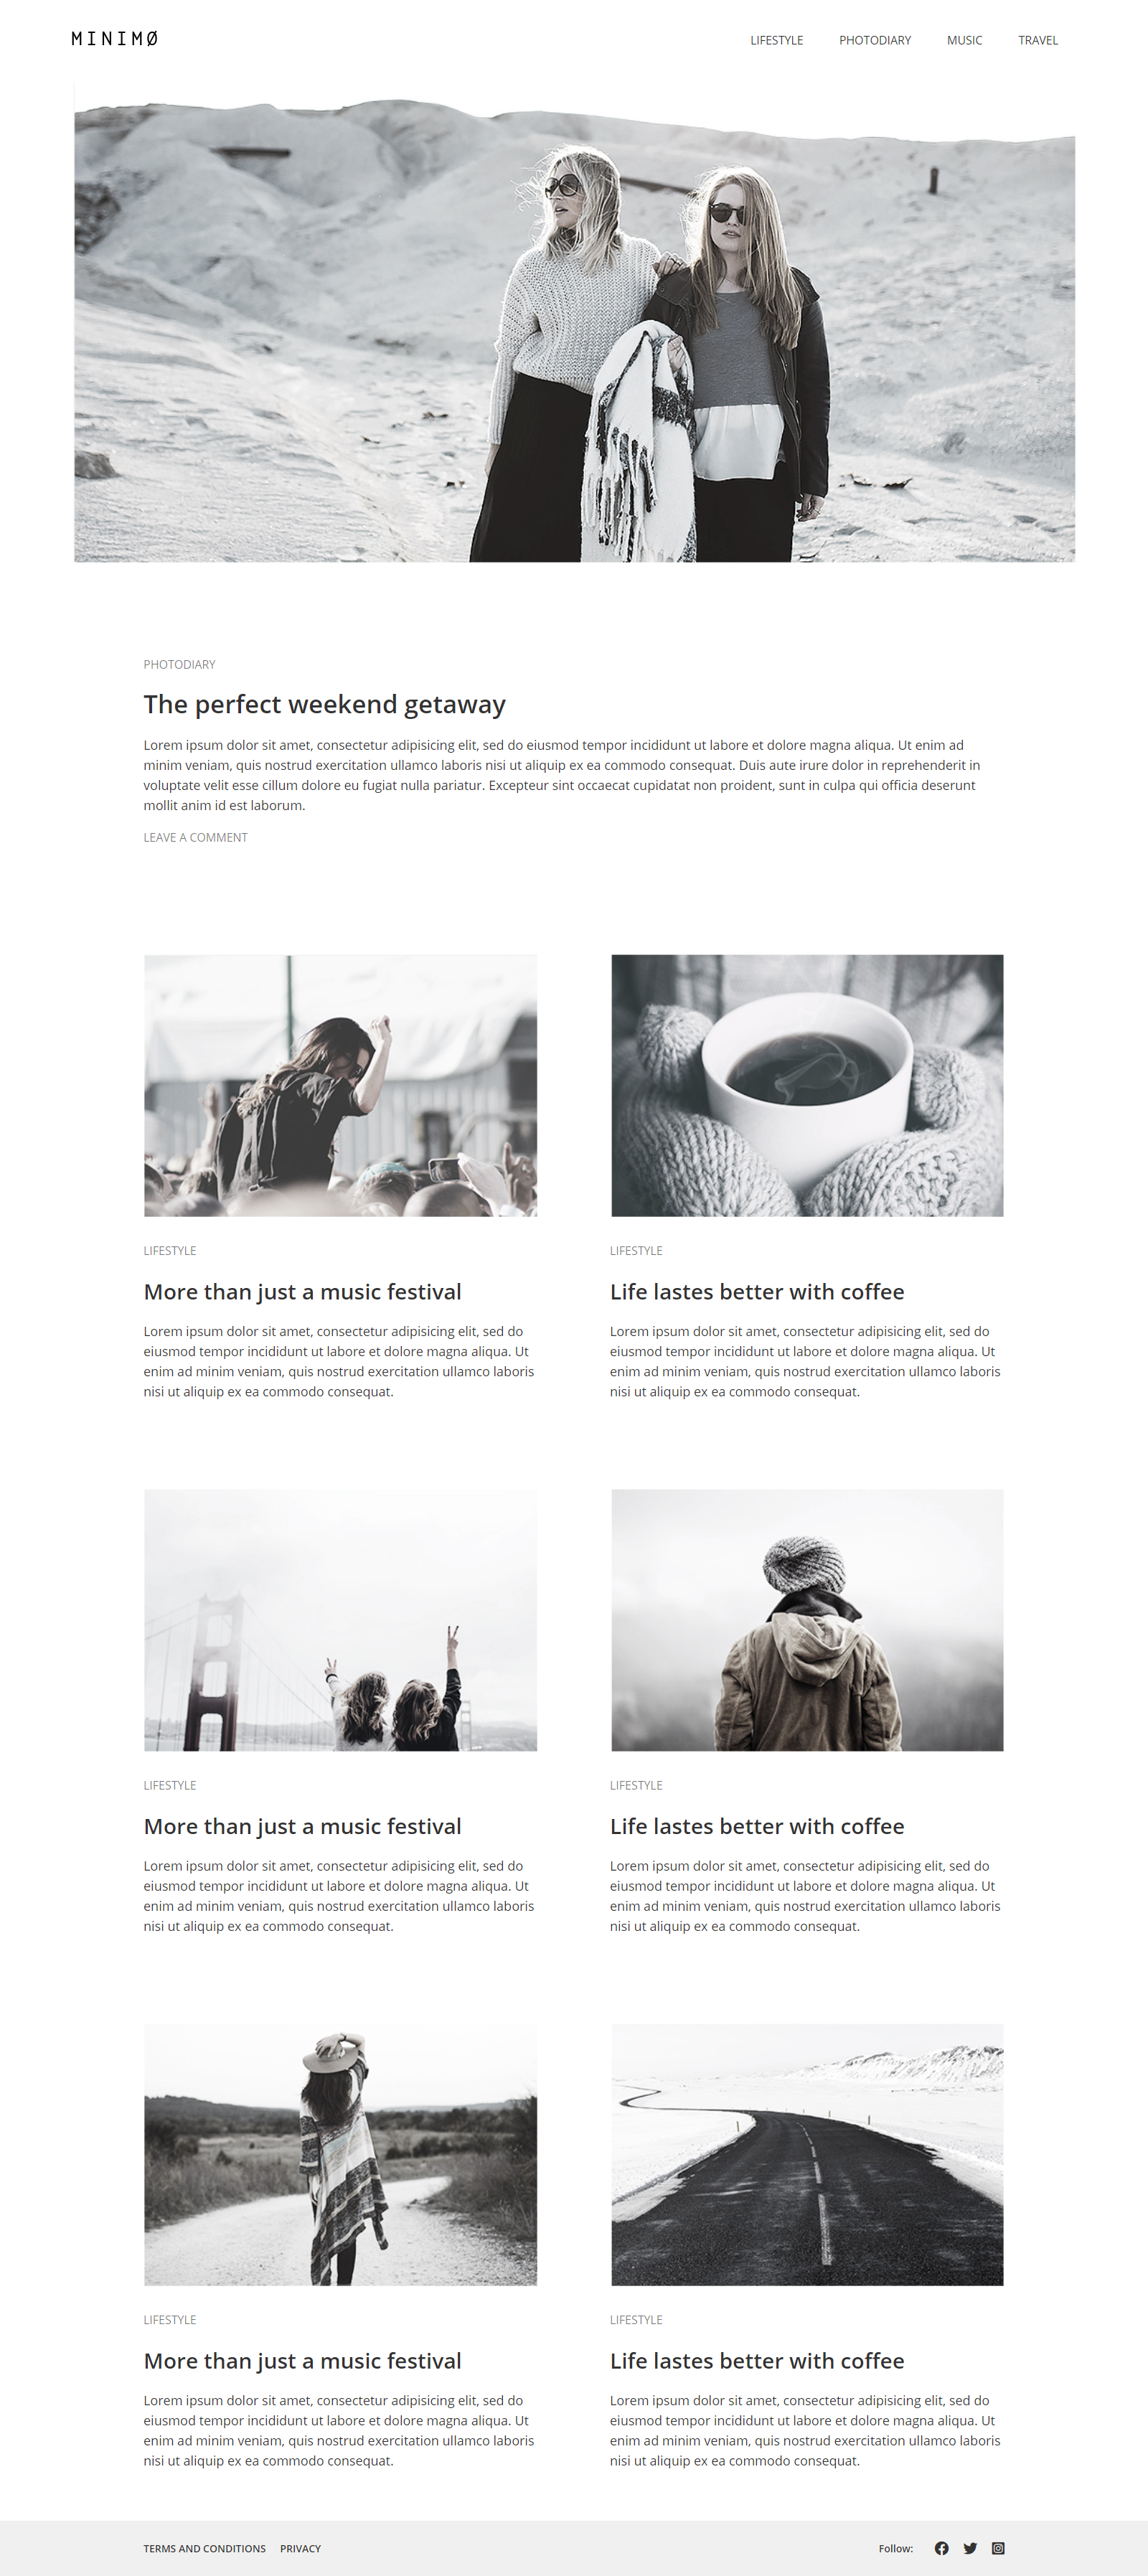 MINIMØ
LIFESTYLE PHOTODIARY MUSIC TRAVEL
PHOTODIARY
The perfect weekend getaway
Lorem ipsum dolor sit amet, consectetur adipisicing elit, sed do eiusmod tempor incididunt ut labore et dolore magna aliqua. Ut enim ad
minim veniam, quis nostrud exercitation ullamco laboris nisi ut aliquip ex ea commodo consequat. Duis aute irure dolor in reprehenderit in
voluptate velit esse cillum dolore eu fugiat nulla pariatur. Excepteur sint occaecat cupidatat non proident, sunt in culpa qui officia deserunt
mollit anim id est laborum.
LEAVE A COMMENT
LIFESTYLE
More than just a music festival
Lorem ipsum dolor sit amet, consectetur adipisicing elit, sed do
eiusmod tempor incididunt ut labore et dolore magna aliqua. Ut
enim ad minim veniam, quis nostrud exercitation ullamco laboris
nisi ut aliquip ex ea commodo consequat.
LIFESTYLE
Life lastes better with coffee
Lorem ipsum dolor sit amet, consectetur adipisicing elit, sed do
eiusmod tempor incididunt ut labore et dolore magna aliqua. Ut
enim ad minim veniam, quis nostrud exercitation ullamco laboris
nisi ut aliquip ex ea commodo consequat.
LIFESTYLE
More than just a music festival
Lorem ipsum dolor sit amet, consectetur adipisicing elit, sed do
eiusmod tempor incididunt ut labore et dolore magna aliqua. Ut
enim ad minim veniam, quis nostrud exercitation ullamco laboris
nisi ut aliquip ex ea commodo consequat.
LIFESTYLE
Life lastes better with coffee
Lorem ipsum dolor sit amet, consectetur adipisicing elit, sed do
eiusmod tempor incididunt ut labore et dolore magna aliqua. Ut
enim ad minim veniam, quis nostrud exercitation ullamco laboris
nisi ut aliquip ex ea commodo consequat.
LIFESTYLE
More than just a music festival
Lorem ipsum dolor sit amet, consectetur adipisicing elit, sed do
eiusmod tempor incididunt ut labore et dolore magna aliqua. Ut
enim ad minim veniam, quis nostrud exercitation ullamco laboris
nisi ut aliquip ex ea commodo consequat.
LIFESTYLE
Life lastes better with coffee
Lorem ipsum dolor sit amet, consectetur adipisicing elit, sed do
eiusmod tempor incididunt ut labore et dolore magna aliqua. Ut
enim ad minim veniam, quis nostrud exercitation ullamco laboris
nisi ut aliquip ex ea commodo consequat.
TERMS AND CONDITIONS PRIVACY
Follow: